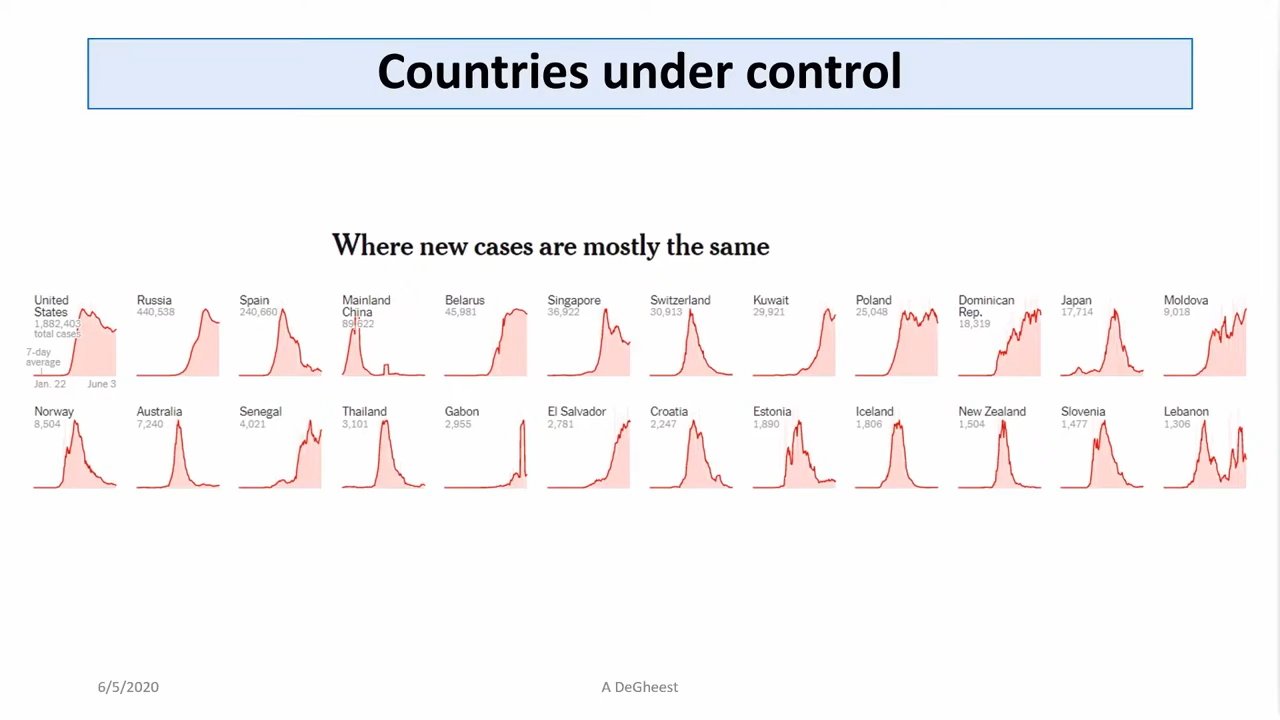 Countries under control
Where new cases are mostly the same
United States
1,882,403 total cases
7-day average
Jan. 22 June 3
Russia
440,538
Spain
240,660
Mainland China
89,622
Belarus
45,981
Singapore
36,922
Switzerland
30,913
Kuwait
29,921
Poland
25,048
Dominican Rep.
18,319
Japan
17,714
Moldova
9,018
Norway
8,504
Australia
7,240
Senegal
4,021
Thailand
3,101
Gabon
2,955
El Salvador
2,781
Croatia
2,247
Estonia
1,890
Iceland
1,806
New Zealand
1,504
Slovenia
1,477
Lebanon
1,306
6/5/2020
A DeGheest